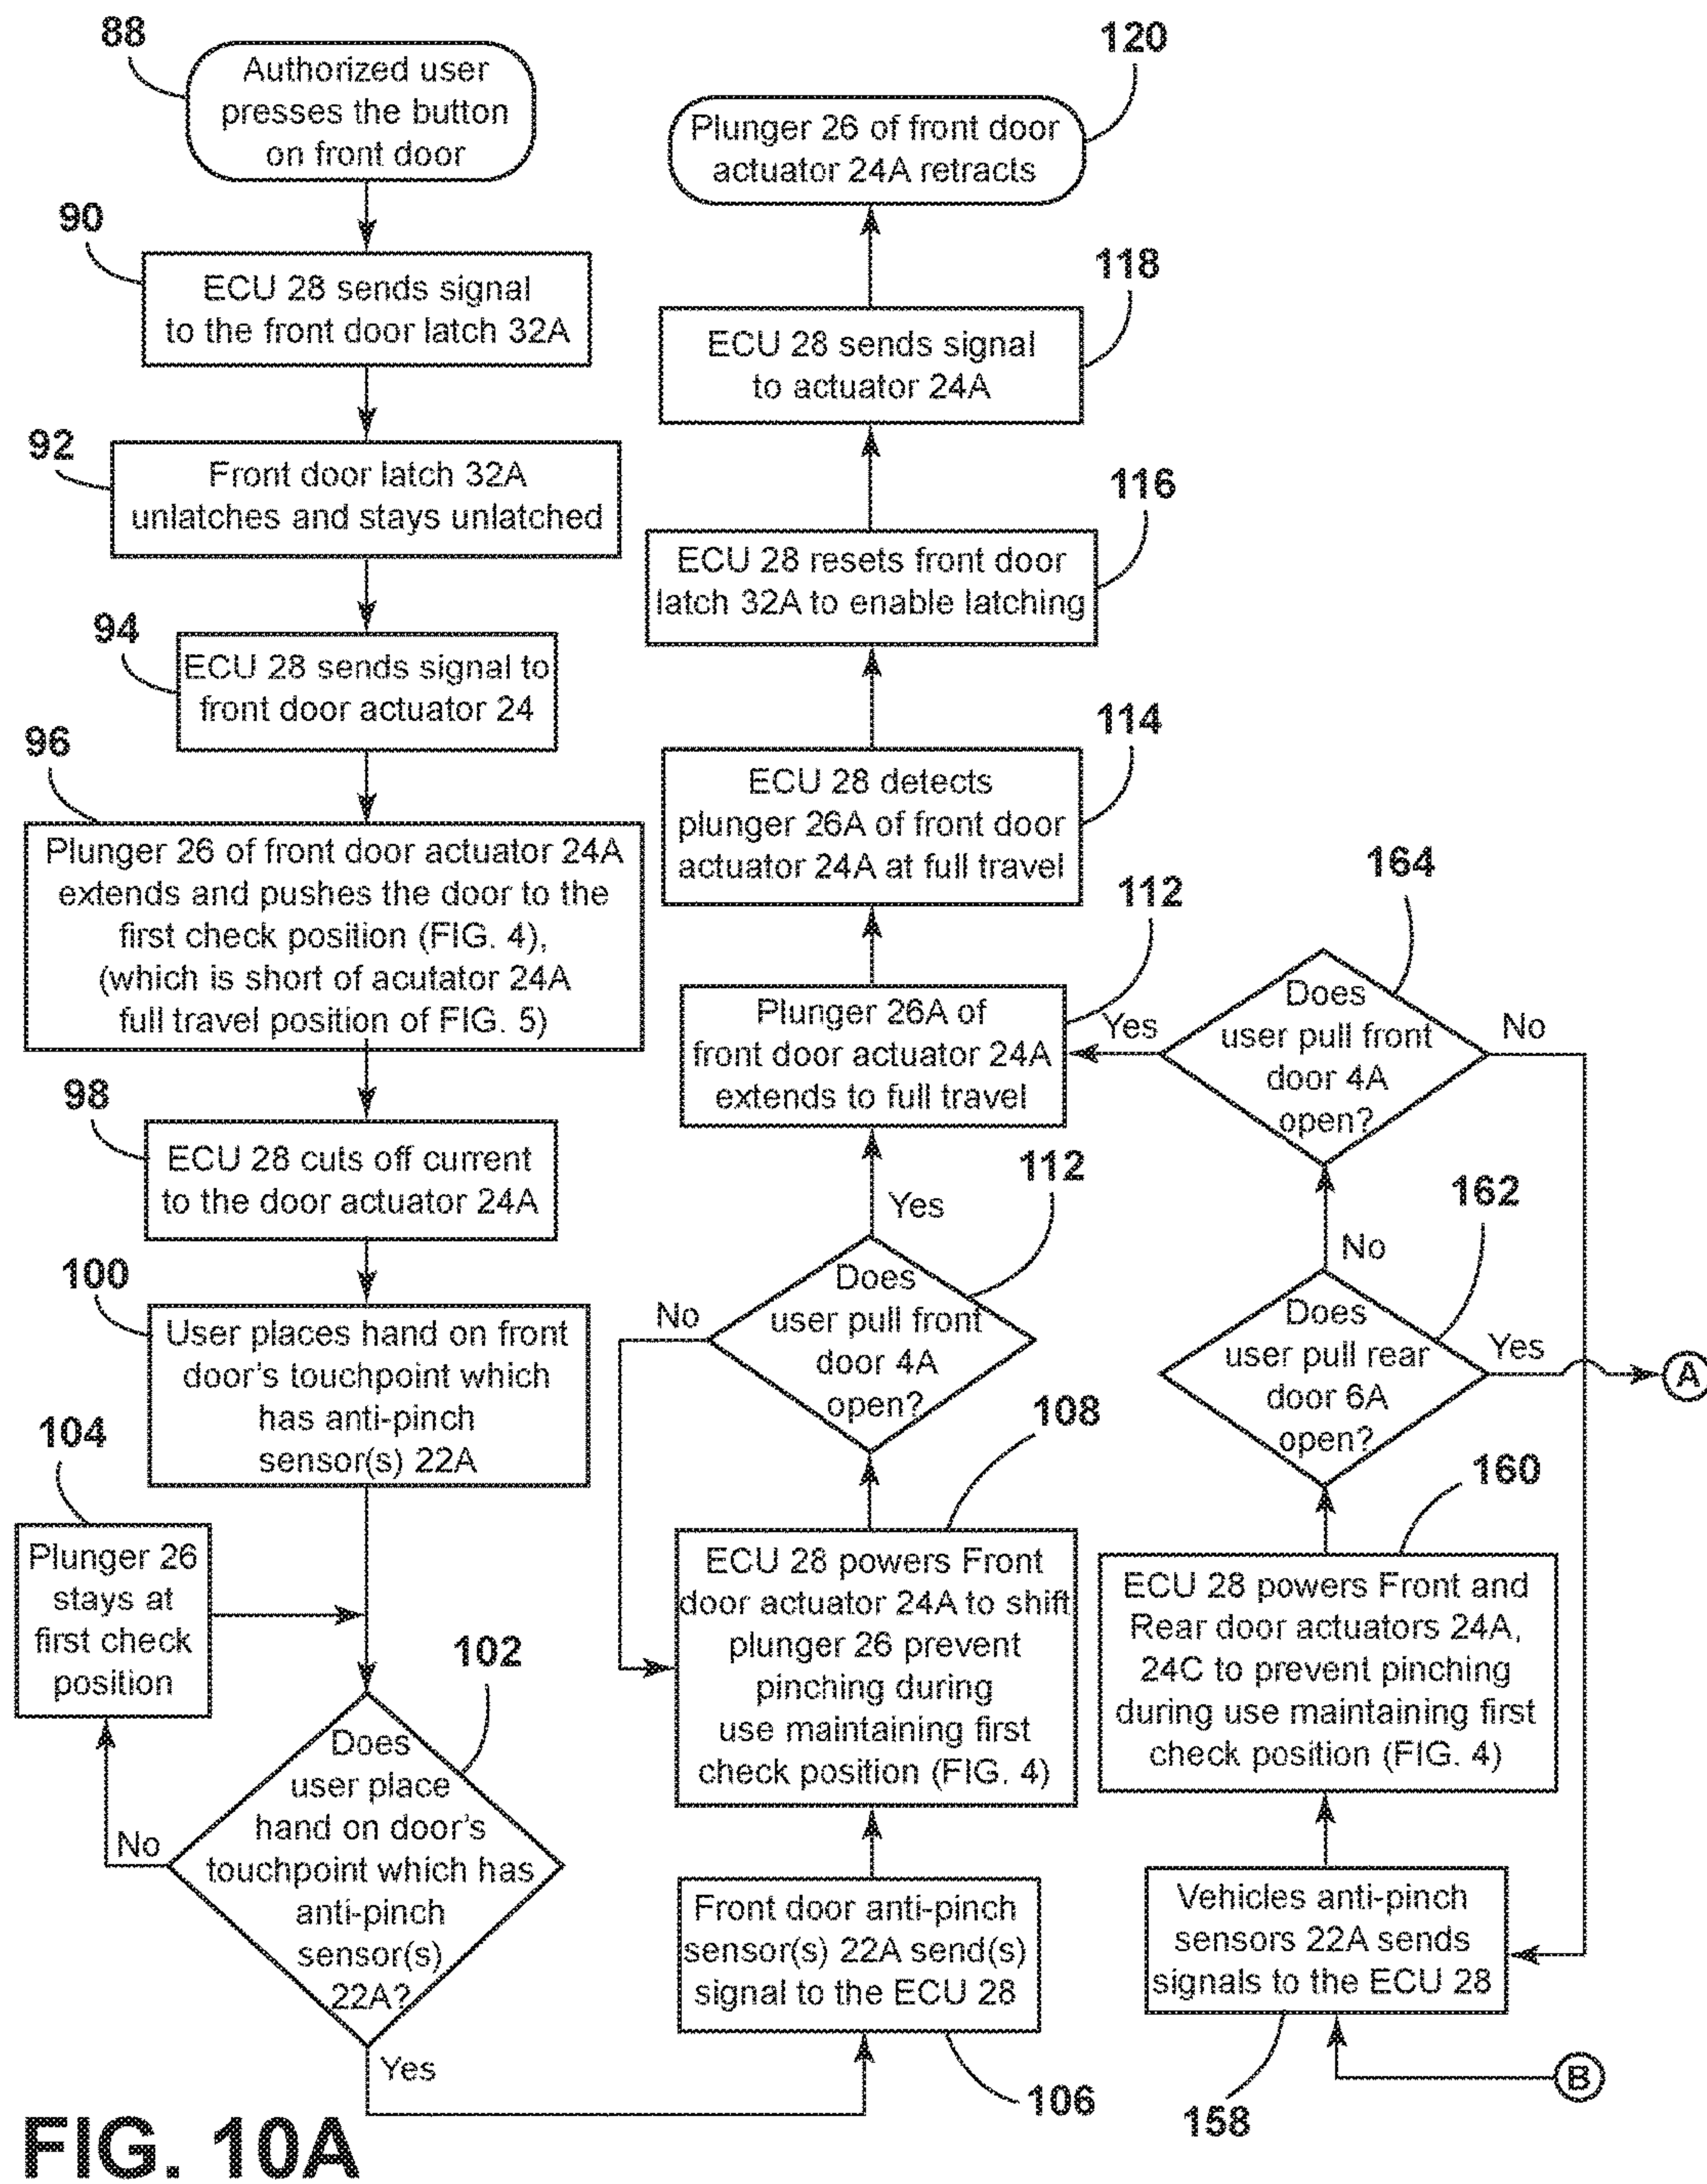 88
Authorized user
presses the button
on front door
90
ECU 28 sends signal
to the front door latch 32A
92
Front door latch 32A
unlatches and stays unlatched
94
ECU 28 sends signal to
front door actuator 24
96
Plunger 26 of front door actuator 24A
extends and pushes the door to the
first check position (FIG. 4),
(which is short of acutator 24A
full travel position of FIG. 5)
98
ECU 28 cuts off current
to the door actuator 24A
100
User places hand on front
door's touchpoint which
has anti-pinch
sensor(s) 22A
104
Plunger 26
stays at
first check
position
102
Does
user place
hand on door's
touchpoint which has
anti-pinch
sensor(s)
22A?
No
Yes
120
Plunger 26 of front door
actuator 24A retracts
118
ECU 28 sends signal
to actuator 24A
116
ECU 28 resets front door
latch 32A to enable latching
114
ECU 28 detects
plunger 26A of front door
actuator 24A at full travel
112
Plunger 26A of
front door actuator 24A
extends to full travel
Yes
112
Does
user pull front
door 4A
open?
No
108
ECU 28 powers Front
door actuator 24A to shift
plunger 26 prevent
pinching during
use maintaining first
check position (FIG. 4)
Front door anti-pinch
sensor(s) 22A send(s)
signal to the ECU 28
106
164
Does
user pull front
door 4A
open?
Yes
No
162
No
Does
user pull rear
door 6A
open?
Yes
A
160
ECU 28 powers Front and
Rear door actuators 24A,
24C to prevent pinching
during use maintaining first
check position (FIG. 4)
Vehicles anti-pinch
sensors 22A sends
signals to the ECU 28
158
B
FIG. 10A